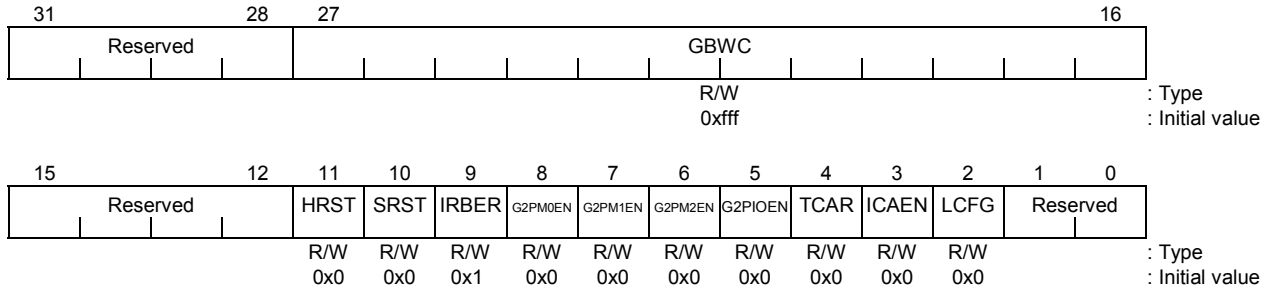 31 28 27 16
Reserved GBWC
R/W : Type
0xfff : Initial value
15 12 11 10 9 8 7 6 5 4 3 2 1 0
Reserved HRST SRST IRBER G2PM0EN G2PM1EN G2PM2EN G2PIOEN TCAR ICAEN LCFG Reserved
R/W R/W R/W R/W R/W R/W R/W R/W R/W R/W : Type
0x0 0x0 0x1 0x0 0x0 0x0 0x0 0x0 0x0 0x0 : Initial value